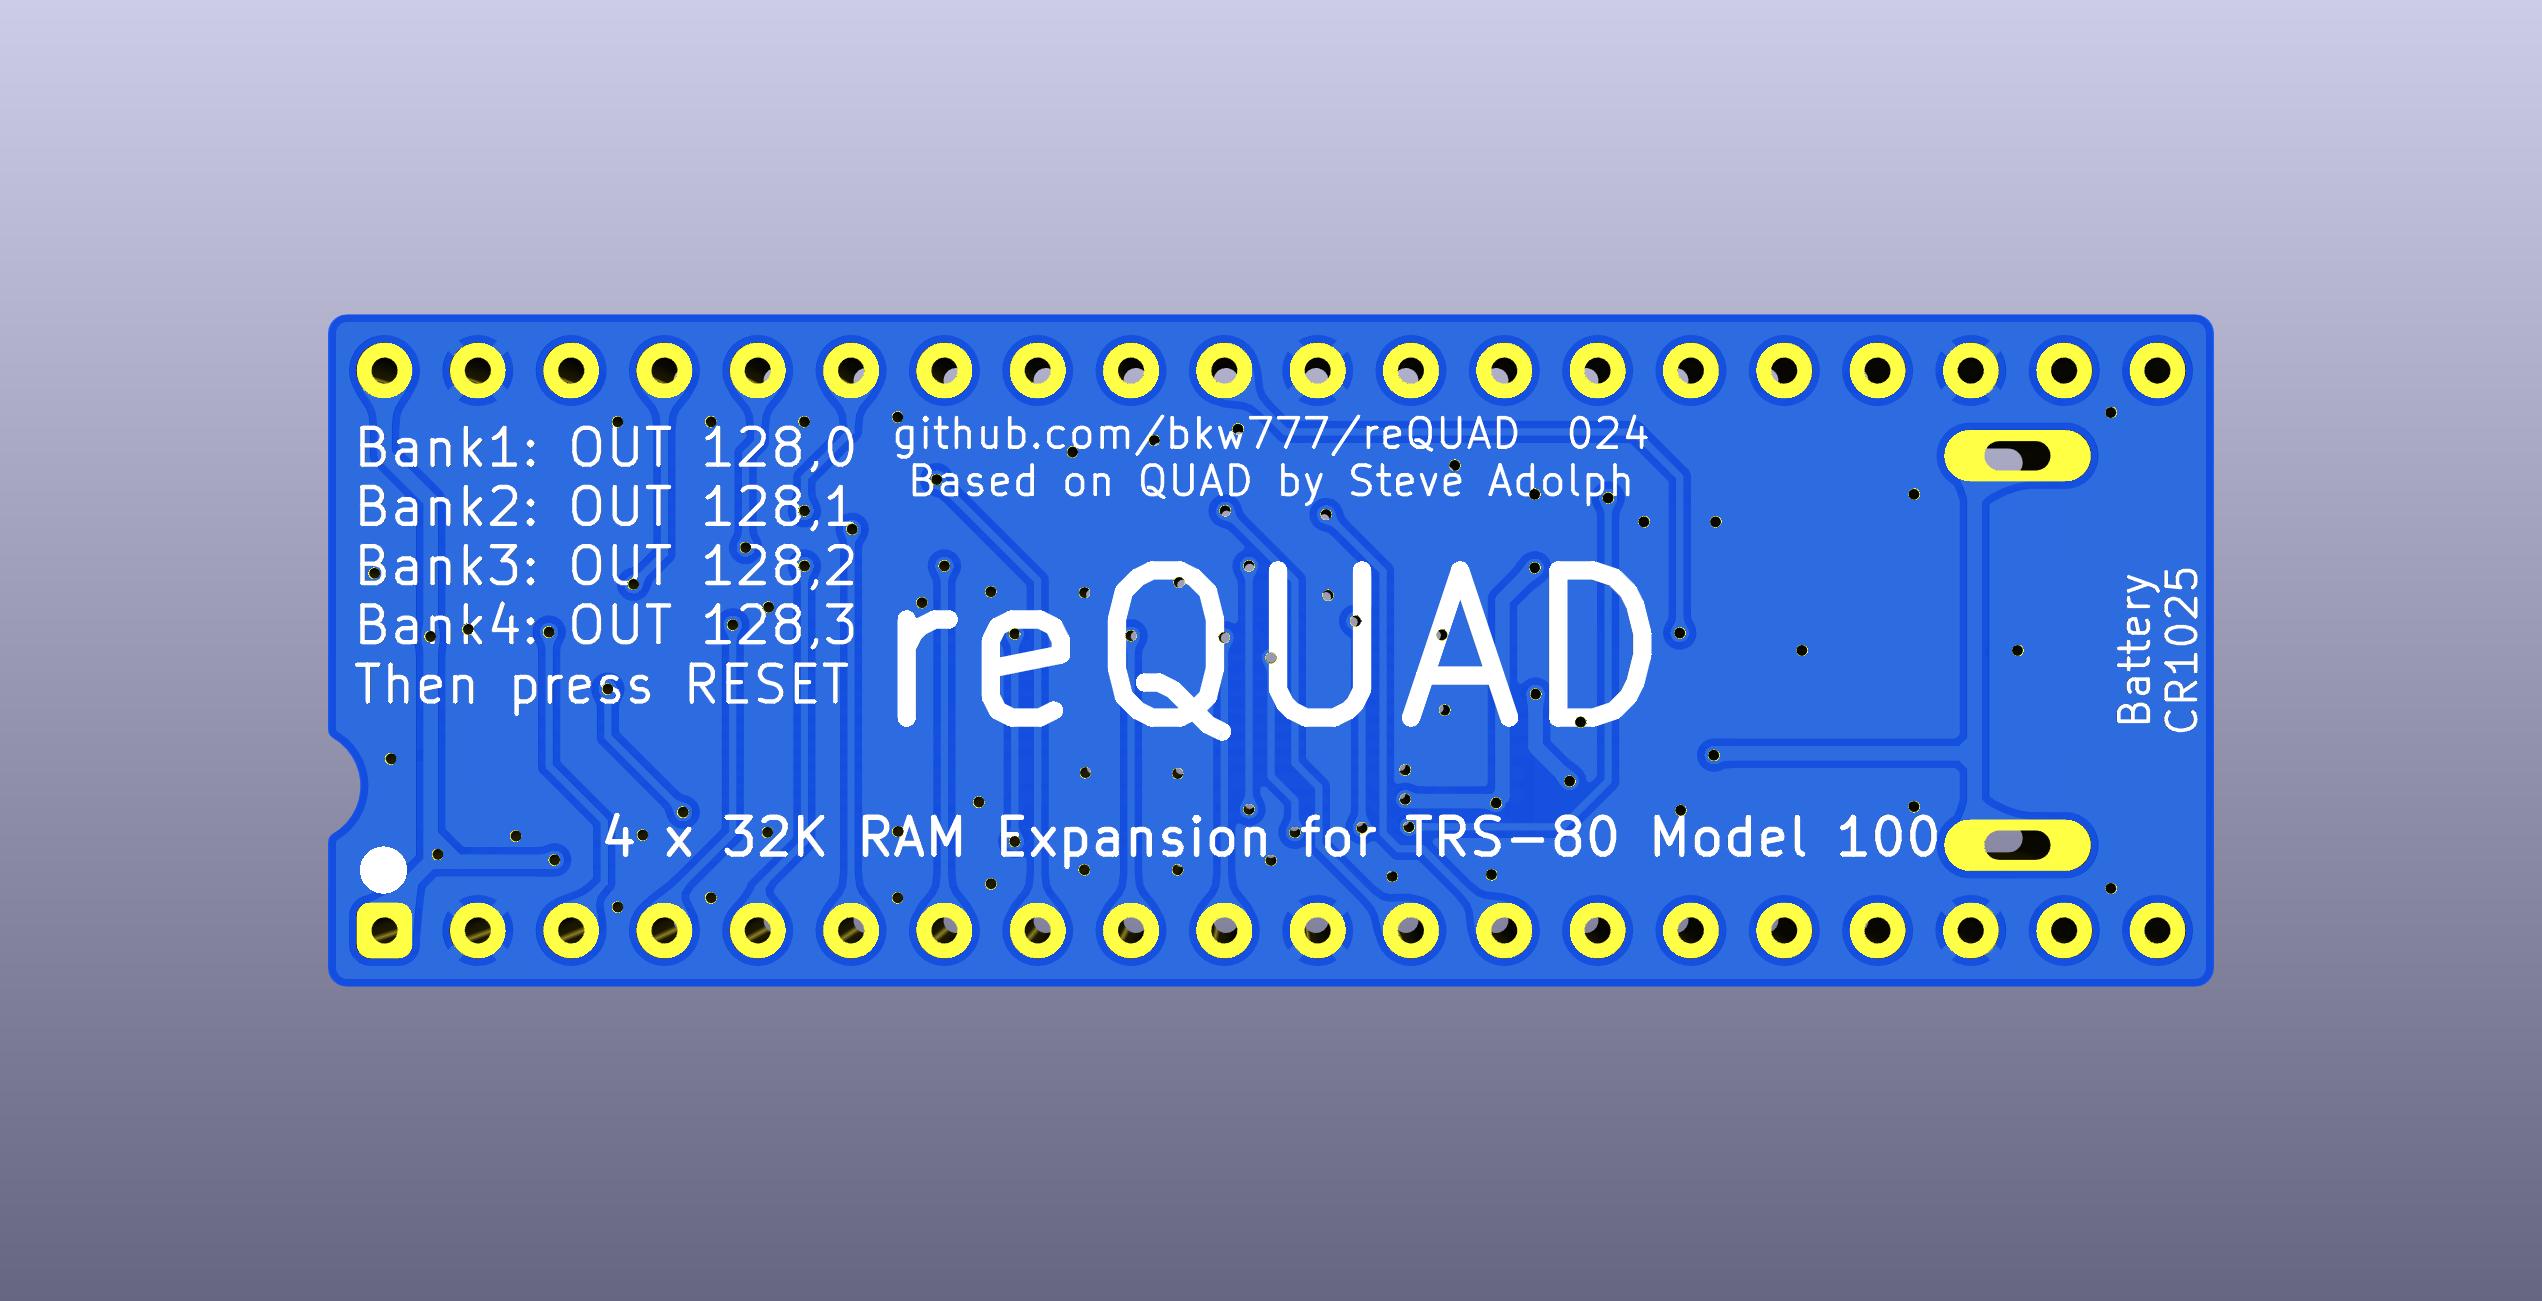 Bank1: OUT 128,0
Bank2: OUT 128,1
Bank3: OUT 128,2
Bank4: OUT 128,3
Then press RESET
github.com/bkw777/reQUAD 024
Based on QUAD by Steve Adolph
reQUAD
4 x 32K RAM Expansion for TRS-80 Model 100
Battery
CR1025